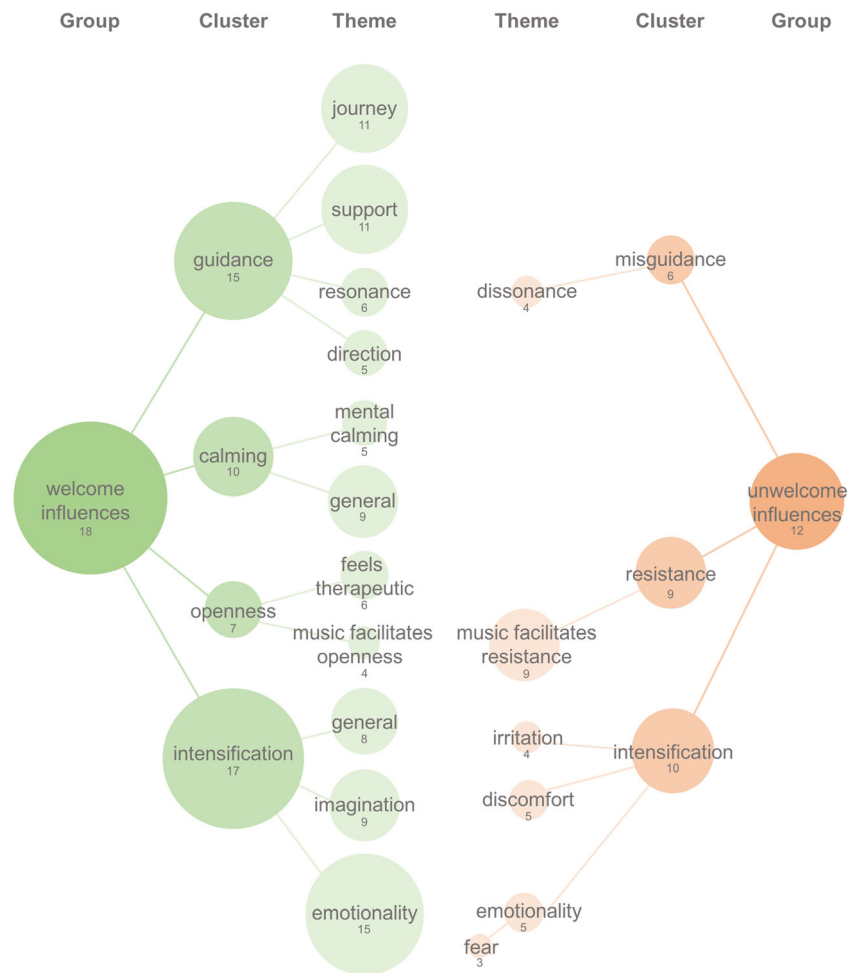 Group Cluster Theme Theme Cluster Group
journey
11
support
11
guidance
15
resonance
6
direction
5
mental
calming
5
calming
10
general
9
welcome
influences
18
feels
therapeutic
6
openness
7
music facilitates
openness
4
general
8
intensification
17
imagination
9
emotionality
15
misguidance
6
dissonance
4
unwelcome
influences
12
resistance
9
music facilitates
resistance
9
irritation
4
intensification
10
discomfort
5
emotionality
5
fear
3